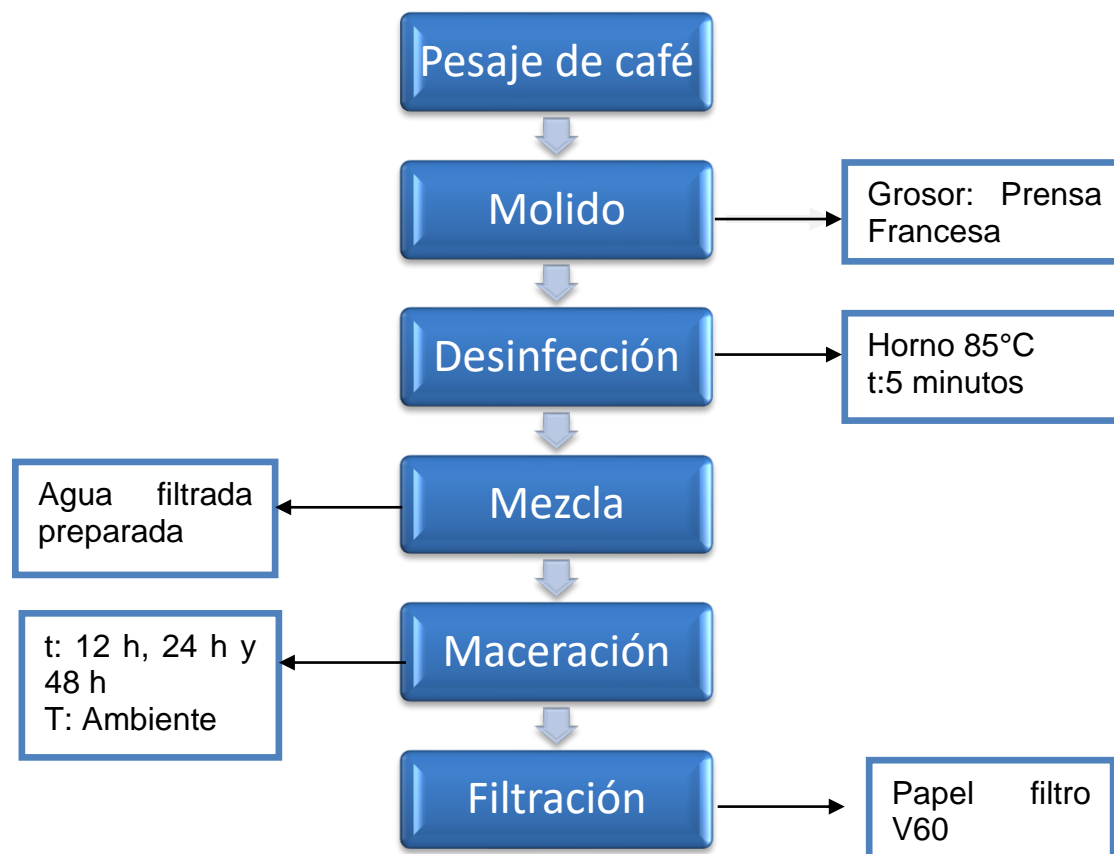 Pesaje de café
Molido
Grosor: Prensa
Francesa
Desinfección
Horno 85°C
t:5 minutos
Mezcla
Agua filtrada
preparada
Maceración
t: 12 h, 24 h y
48 h
T: Ambiente
Filtración
Papel filtro
V60